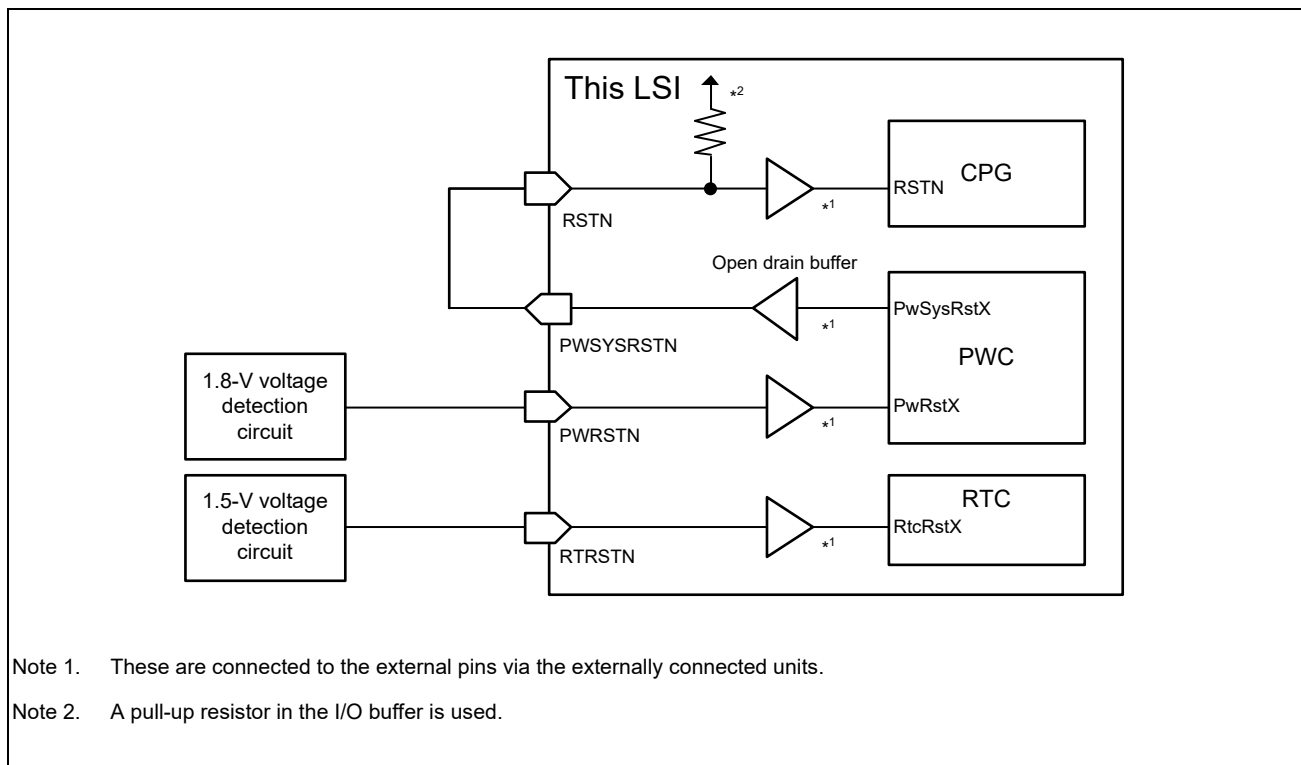 This LSI
*2
CPG
RSTN
*1
RSTN
Open drain buffer
PwSysRstX
*1
PWSYSRSTN
PWC
1.8-V voltage
detection
circuit
PwRstX
*1
PWRSTN
1.5-V voltage
detection
circuit
RTC
RtcRstX
*1
RTRSTN
Note 1. These are connected to the external pins via the externally connected units.
Note 2. A pull-up resistor in the I/O buffer is used.